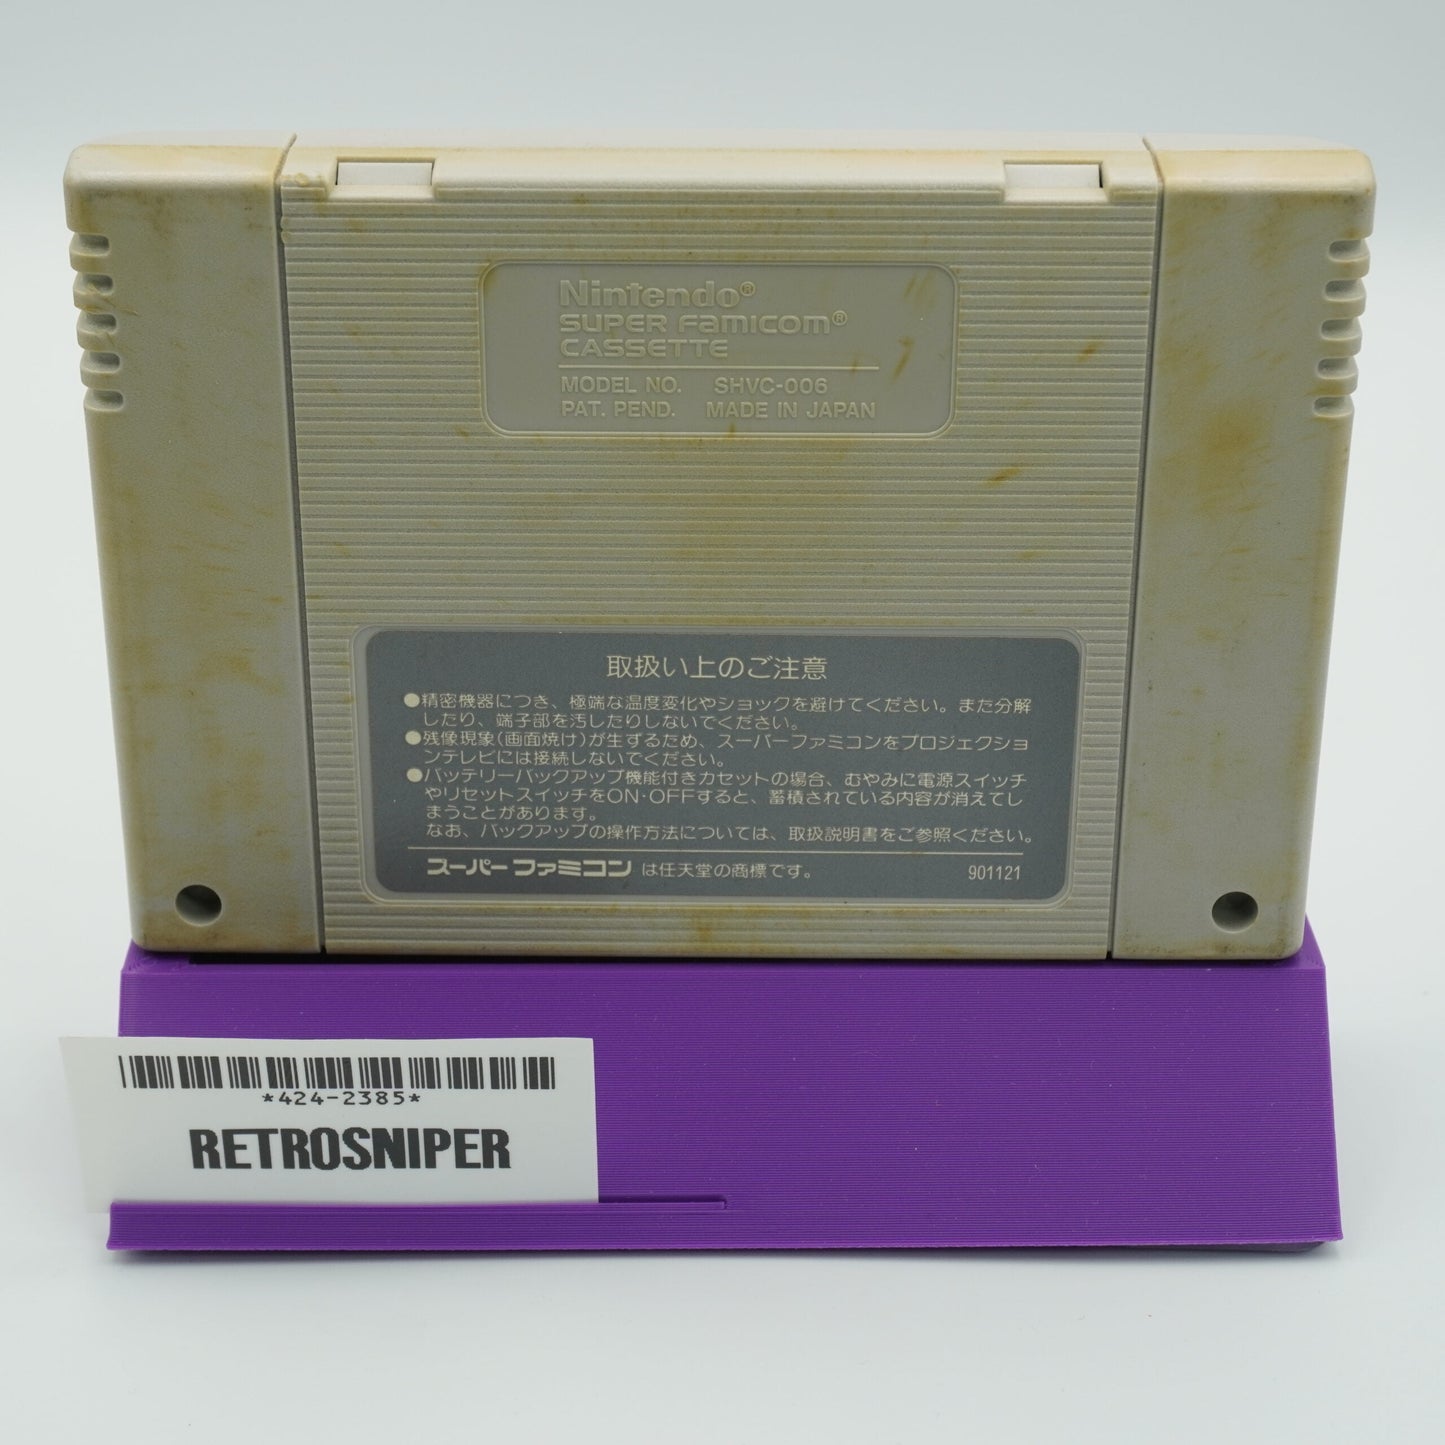 Nintendo®
SUPER Famicom®
CASSETTE
MODEL NO. SHVC-006
PAT. PEND. MADE IN JAPAN
取扱い上のご注意
●精密機器につき、極端な温度変化やショックを避けてください。また分解
したり、端子部を汚したりしないでください。
●残像現象(画面焼け)が生ずるため、スーパーファミコンをプロジェクショ
ンテレビには接続しないでください。
●バッテリーバックアップ機能付きカセットの場合、むやみに電源スイッチ
やリセットスイッチをON・OFFすると、蓄積されている内容が消えてし
まうことがあります。
なお、バックアップの操作方法については、取扱説明書をご参照ください。
スーパーファミコン は任天堂の商標です。 901121
*424-2385*
RETROSNIPER